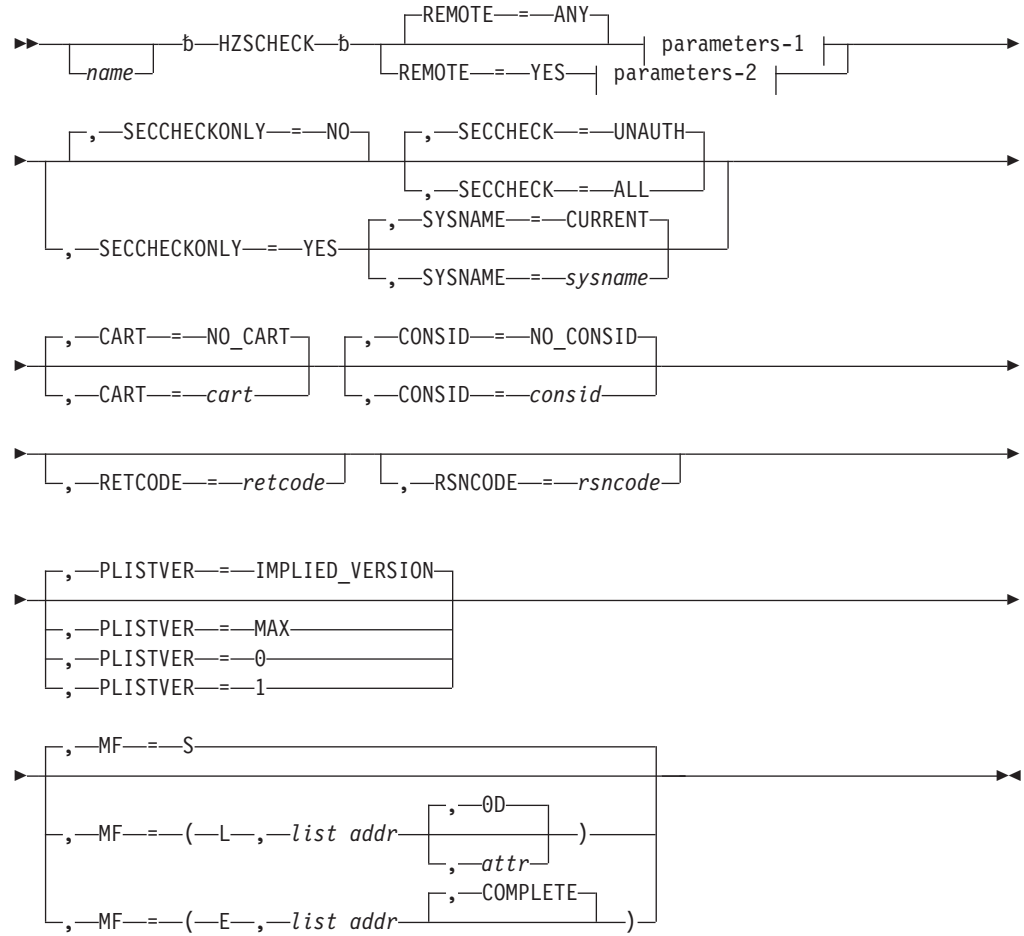 REMOTE = ANY
name ƀ HZSCHECK ƀ parameters-1
REMOTE = YES parameters-2
, SECCHECKONLY = NO , SECCHECK = UNAUTH
, SECCHECK = ALL
, SYSNAME = CURRENT
, SECCHECKONLY = YES
, SYSNAME = sysname
, CART = NO_CART , CONSID = NO_CONSID
, CART = cart , CONSID = consid
, RETCODE = retcode , RSNCODE = rsncode
, PLISTVER = IMPLIED_VERSION
, PLISTVER = MAX
, PLISTVER = 0
, PLISTVER = 1
, MF = S
, 0D
, MF = ( L , list addr )
, attr
, COMPLETE
, MF = ( E , list addr )